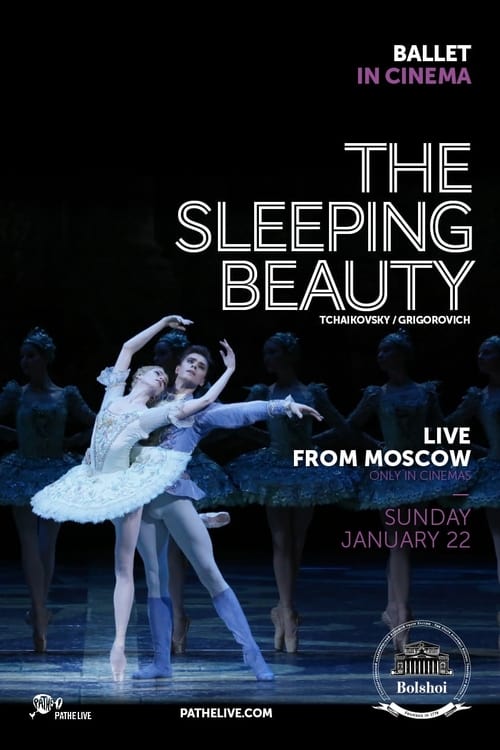 BALLET
IN CINEMA
THE
SLEEPING
BEAUTY
TCHAIKOVSKY / GRIGOROVICH
LIVE
FROM MOSCOW
ONLY IN CINEMAS
SUNDAY
JANUARY 22
Bolshoi
PATHÉ
PATHE LIVE
PATHELIVE.COM